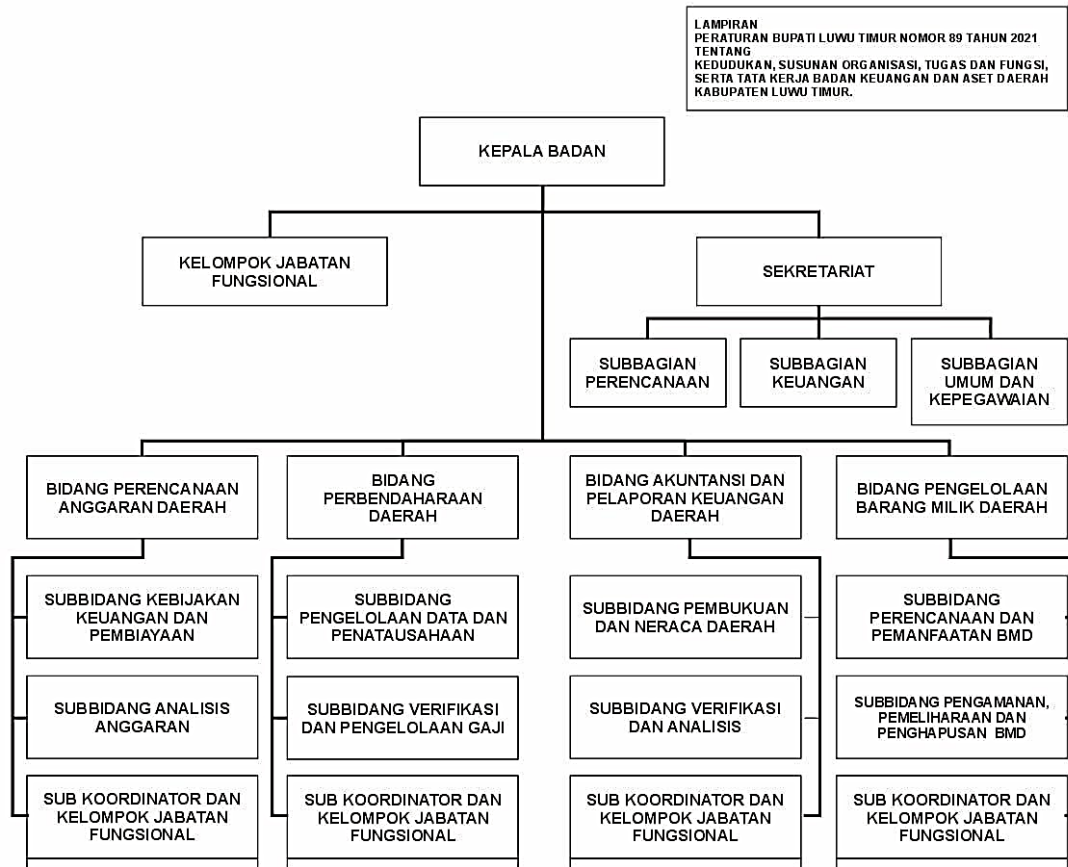 LAMPIRAN
PERATURAN BUPATI LUWU TIMUR NOMOR 89 TAHUN 2021
TENTANG
KEDUDUKAN, SUSUNAN ORGANISASI, TUGAS DAN FUNGSI,
SERTA TATA KERJA BADAN KEUANGAN DAN ASET DAERAH
KABUPATEN LUWU TIMUR.
KEPALA BADAN
KELOMPOK JABATAN
FUNGSIONAL
SEKRETARIAT
SUBBAGIAN
PERENCANAAN
SUBBAGIAN
KEUANGAN
SUBBAGIAN
UMUM DAN
KEPEGAWAIAN
BIDANG PERENCANAAN
ANGGARAN DAERAH
BIDANG
PERBENDAHARAAN
DAERAH
BIDANG AKUNTANSI DAN
PELAPORAN KEUANGAN
DAERAH
BIDANG PENGELOLAAN
BARANG MILIK DAERAH
SUBBIDANG KEBIJAKAN
KEUANGAN DAN
PEMBIAYAAN
SUBBIDANG
PENGELOLAAN DATA DAN
PENATAUSAHAAN
SUBBIDANG PEMBUKUAN
DAN NERACA DAERAH
SUBBIDANG
PERENCANAAN DAN
PEMANFAATAN BMD
SUBBIDANG ANALISIS
ANGGARAN
SUBBIDANG VERIFIKASI
DAN PENGELOLAAN GAJI
SUBBIDANG VERIFIKASI
DAN ANALISIS
SUBBIDANG PENGAMANAN,
PEMELIHARAAN DAN
PENGHAPUSAN BMD
SUB KOORDINATOR DAN
KELOMPOK JABATAN
FUNGSIONAL
SUB KOORDINATOR DAN
KELOMPOK JABATAN
FUNGSIONAL
SUB KOORDINATOR DAN
KELOMPOK JABATAN
FUNGSIONAL
SUB KOORDINATOR DAN
KELOMPOK JABATAN
FUNGSIONAL